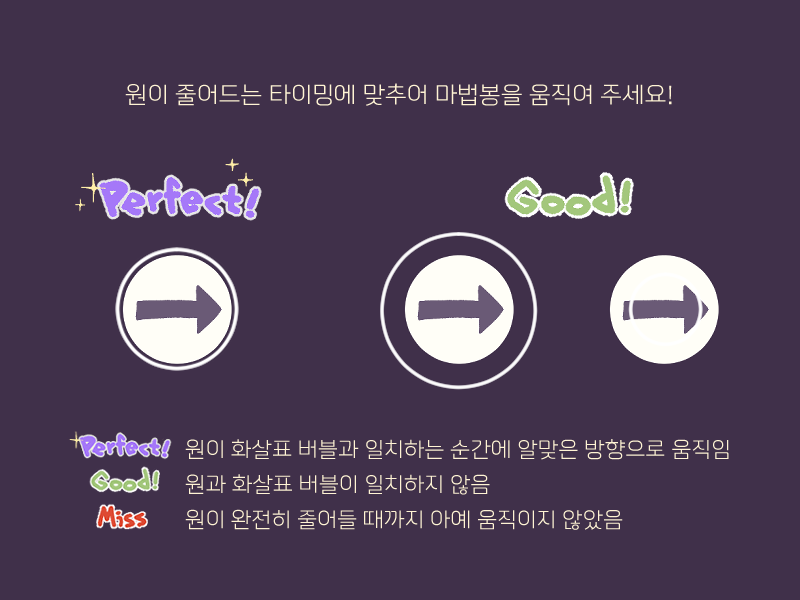 원이 줄어드는 타이밍에 맞추어 마법봉을 움직여 주세요!
Perfect!
Good!
Perfect! 원이 화살표 버블과 일치하는 순간에 알맞은 방향으로 움직임
Good! 원과 화살표 버블이 일치하지 않음
Miss 원이 완전히 줄어들 때까지 아예 움직이지 않았음